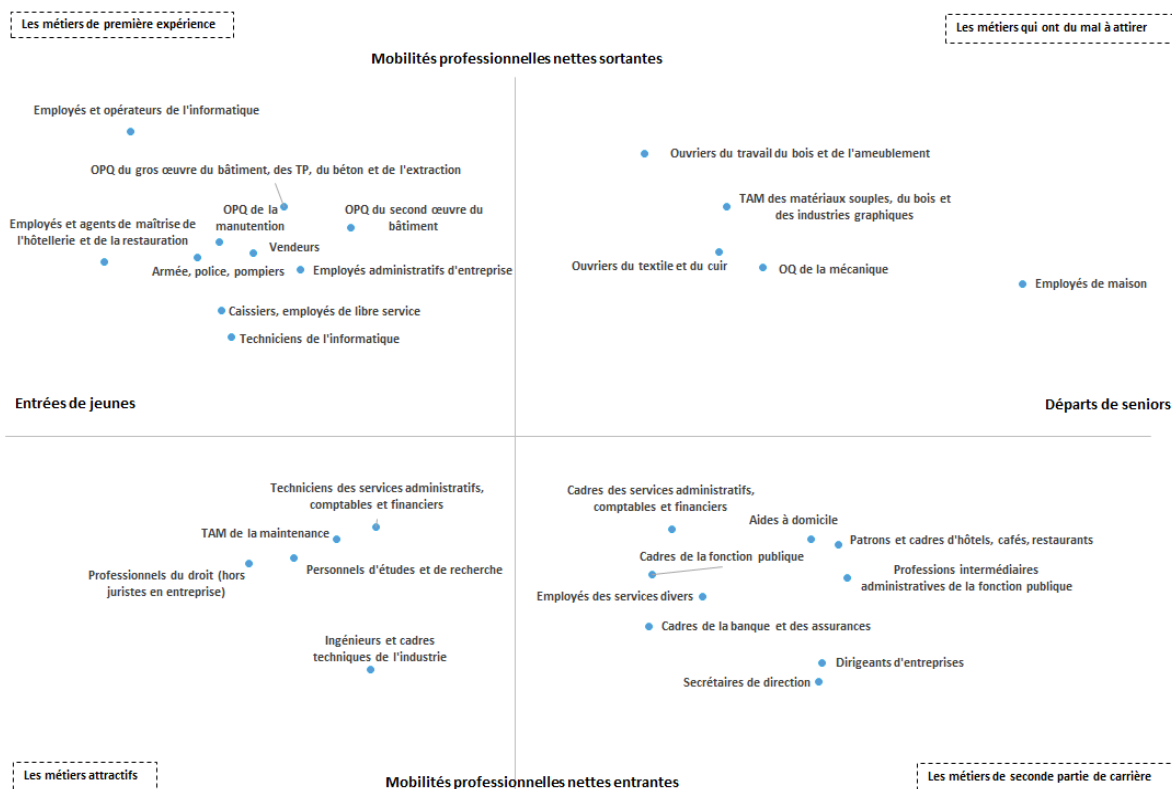 Les métiers de première expérience
Les métiers qui ont du mal à attirer
Mobilités professionnelles nettes sortantes
Employés et opérateurs de l'informatique
OPQ du gros œuvre du bâtiment, des TP, du béton et de l'extraction
OPQ de la
manutention
OPQ du second œuvre du
bâtiment
Employés et agents de maîtrise de
l'hôtellerie et de la restauration
Vendeurs
Armée, police, pompiers
Employés administratifs d'entreprise
Caissiers, employés de libre service
Techniciens de l'informatique
Ouvriers du travail du bois et de l'ameublement
TAM des matériaux souples, du bois et
des industries graphiques
Ouvriers du textile et du cuir
OQ de la mécanique
Employés de maison
Entrées de jeunes
Départs de seniors
Techniciens des services administratifs,
comptables et financiers
TAM de la maintenance
Personnels d'études et de recherche
Professionnels du droit (hors
juristes en entreprise)
Ingénieurs et cadres
techniques de l'industrie
Cadres des services administratifs,
comptables et financiers
Aides à domicile
Patrons et cadres d'hôtels, cafés, restaurants
Cadres de la fonction publique
Professions intermédiaires
administratives de la fonction publique
Employés des services divers
Cadres de la banque et des assurances
Dirigeants d'entreprises
Secrétaires de direction
Les métiers attractifs
Mobilités professionnelles nettes entrantes
Les métiers de seconde partie de carrière